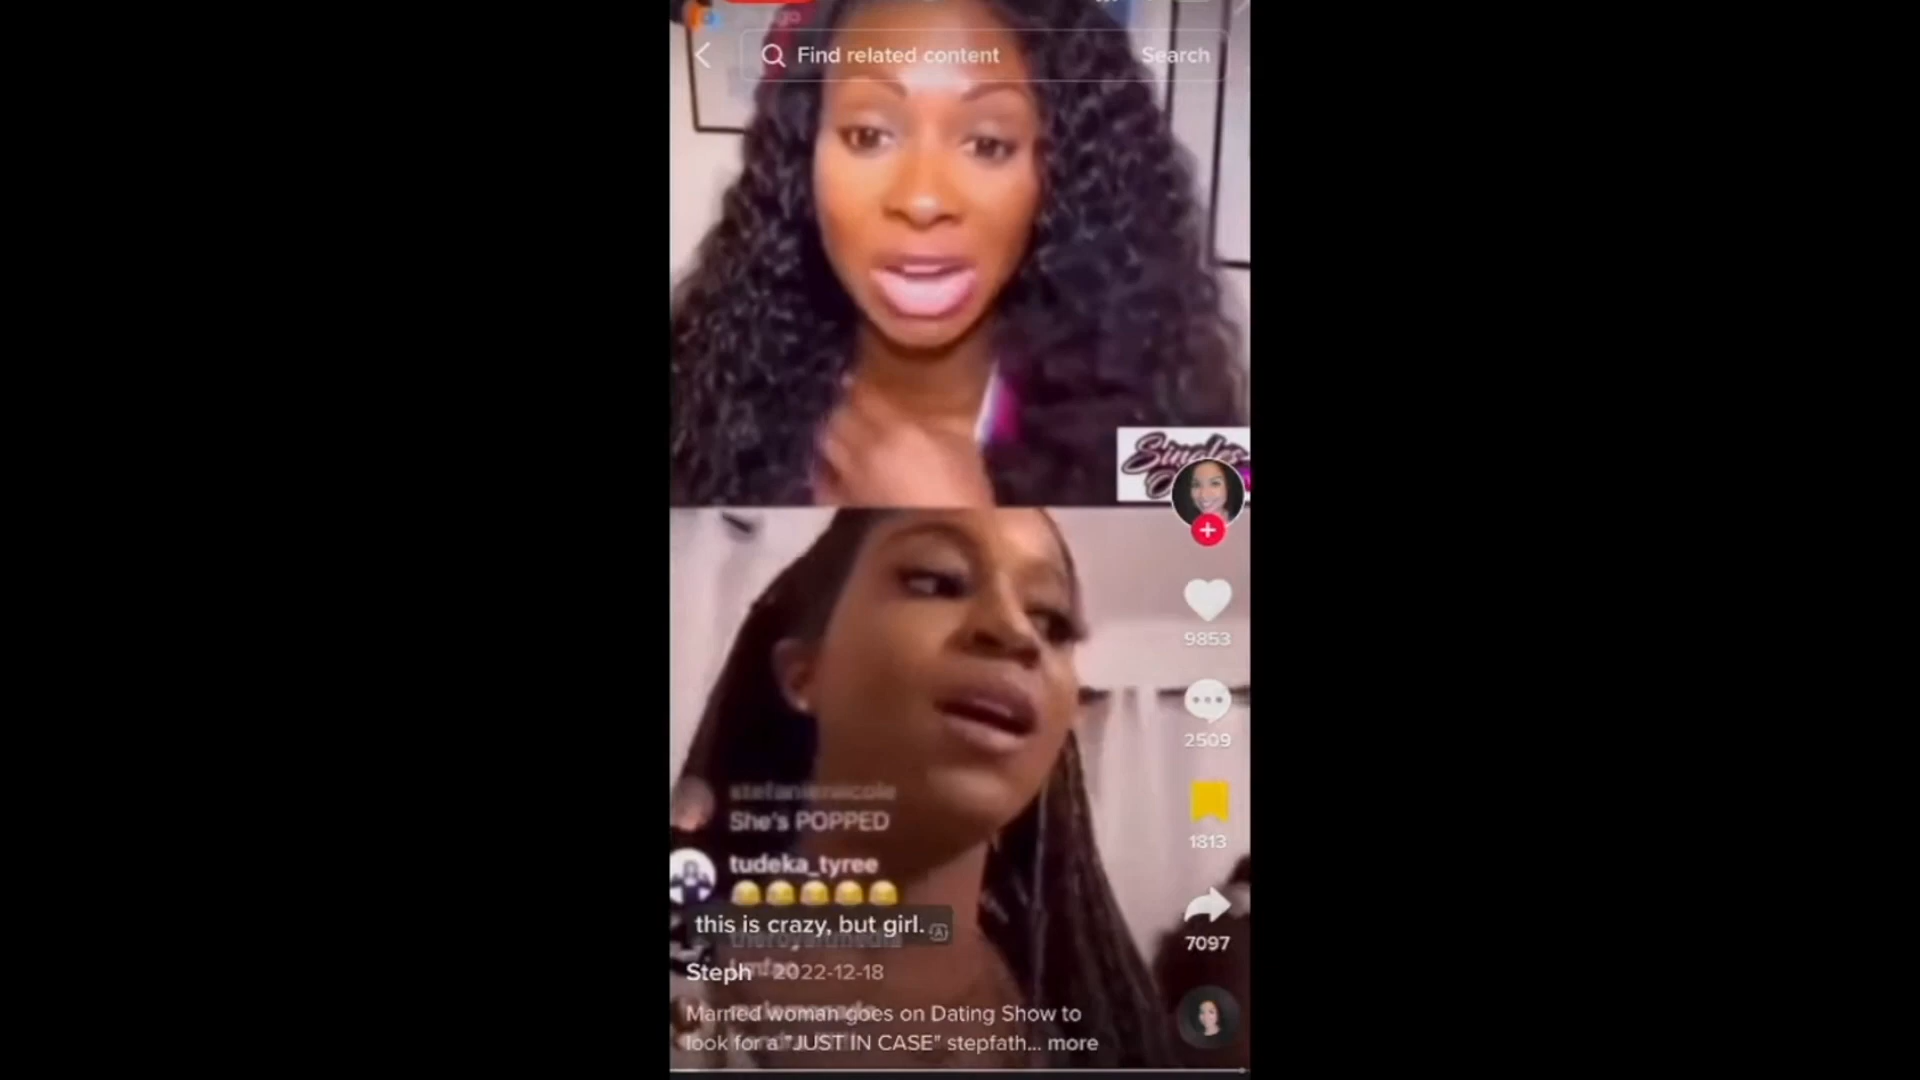 Find related content
Search
Singles
9853
2509
She's POPPED
1813
tudeka_tyree
😂😂😂😂😂
this is crazy, but girl.
7097
Steph · 2022-12-18
Married woman goes on Dating Show to
look for a "JUST IN CASE" stepfath... more